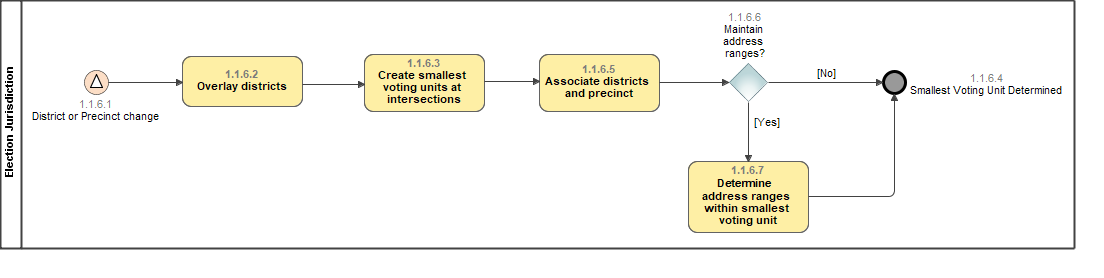 Election Jurisdiction
1.1.6.1
District or Precinct change
1.1.6.2
Overlay districts
1.1.6.3
Create smallest
voting units at
intersections
1.1.6.5
Associate districts
and precinct
1.1.6.6
Maintain
address
ranges?
[No]
[Yes]
1.1.6.4
Smallest Voting Unit Determined
1.1.6.7
Determine
address ranges
within smallest
voting unit